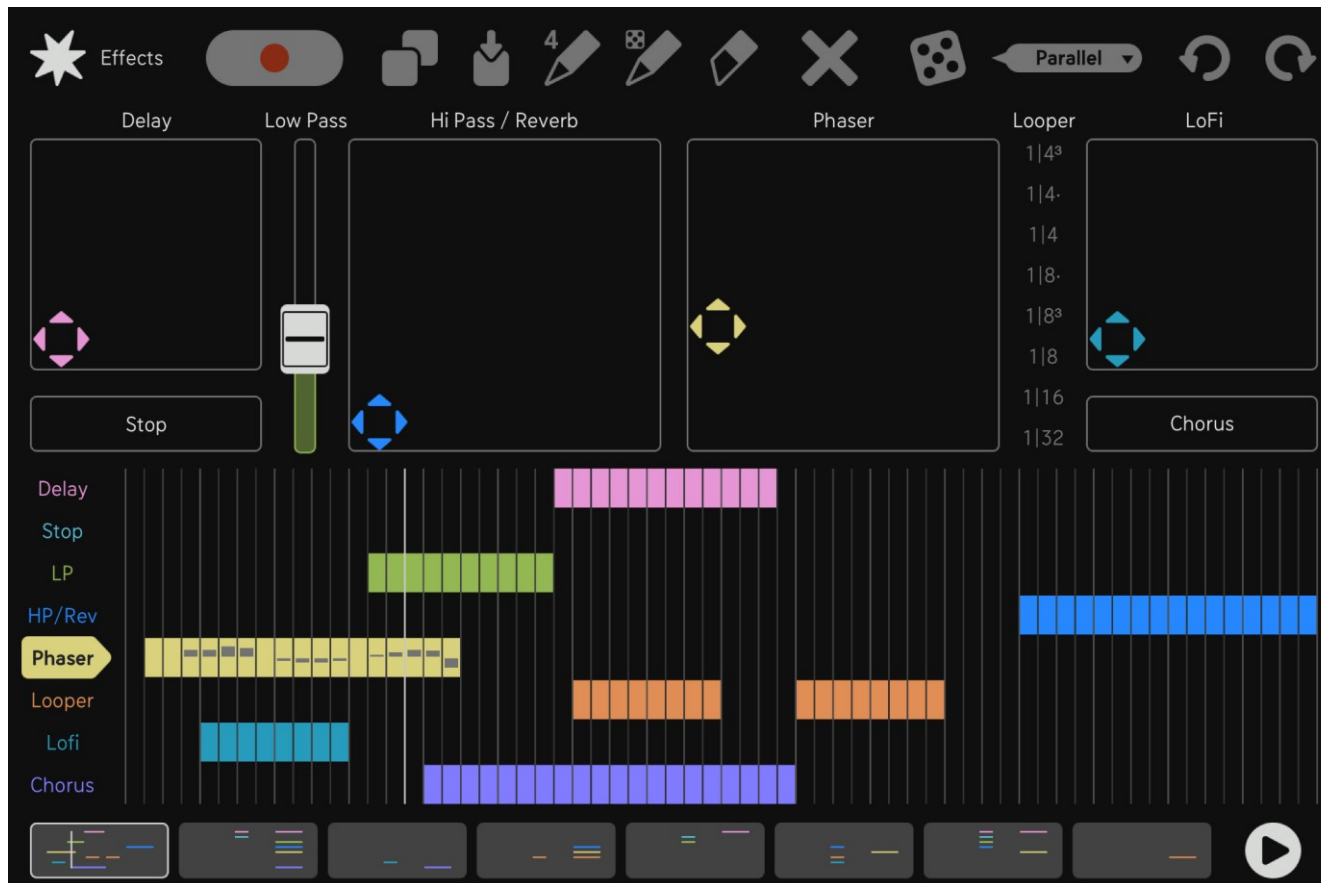 Effects
4
Parallel
Delay
Low Pass
Hi Pass / Reverb
Phaser
Looper
LoFi
1|4³
1|4·
1|4
1|8·
1|8³
1|8
1|16
1|32
Stop
Chorus
Delay
Stop
LP
HP/Rev
Phaser
Looper
Lofi
Chorus